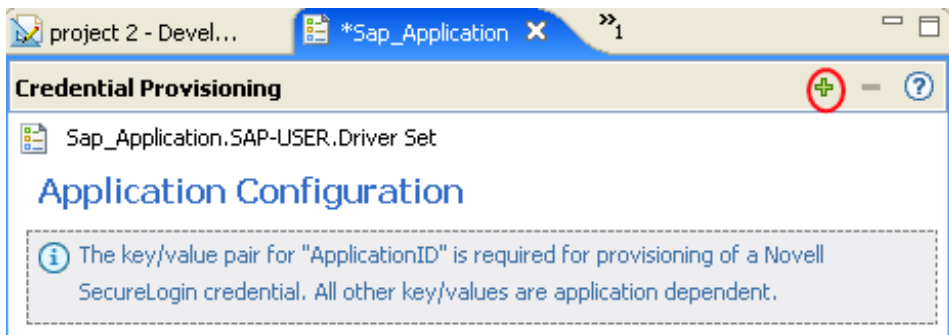 project 2 - Devel... *Sap_Application »1
Credential Provisioning
Sap_Application.SAP-USER.Driver Set
Application Configuration
The key/value pair for "ApplicationID" is required for provisioning of a Novell
SecureLogin credential. All other key/values are application dependent.